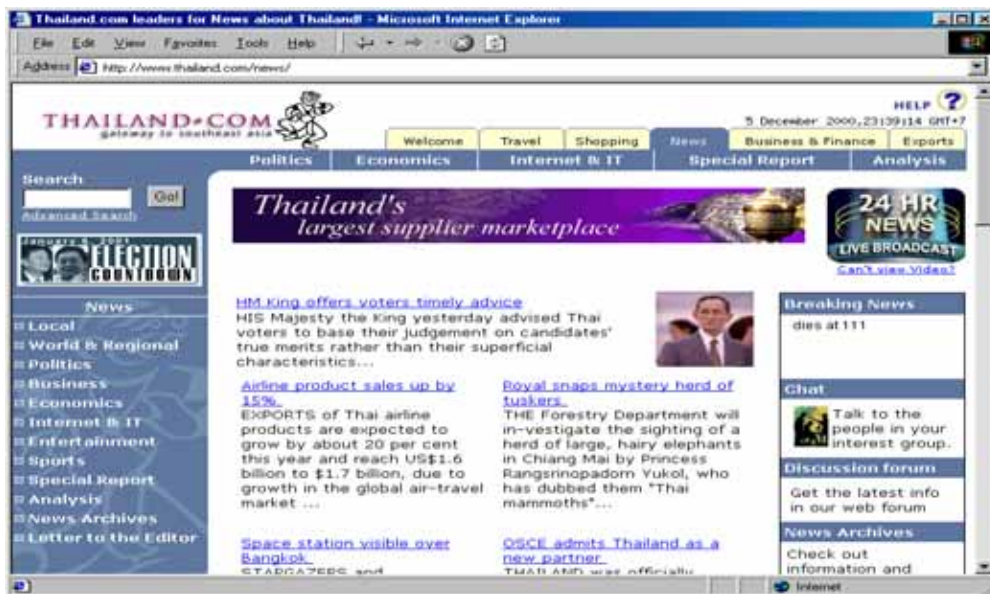 Thailand.com leaders for News about Thailand! - Microsoft Internet Explorer
File Edit View Favorites Tools Help
Address http://www.thailand.com/news/
THAILAND•COM
gateway to southeast asia
HELP ?
5 December 2000,23:39:14 GMT+7
Welcome Travel Shopping News Business & Finance Exports
Politics Economics Internet & IT Special Report Analysis
Search
Go!
Advanced Search
January 6, 2001
ELECTION
COUNTDOWN
News
Local
World & Regional
Politics
Business
Economics
Internet & IT
Entertainment
Sports
Special Report
Analysis
News Archives
Letter to the Editor
Thailand's
largest supplier marketplace
24 HR
NEWS
LIVE BROADCAST
Can't view Video?
HM King offers voters timely advice
HIS Majesty the King yesterday advised Thai
voters to base their judgement on candidates'
true merits rather than their superficial
characteristics...
Airline product sales up by
15%
EXPORTS of Thai airline
products are expected to
grow by about 20 per cent
this year and reach US$1.6
billion to $1.7 billion, due to
growth in the global air-travel
market ...
Royal snaps mystery herd of
tuskers
THE Forestry Department will
in-vestigate the sighting of a
herd of large, hairy elephants
in Chiang Mai by Princess
Rangsrinopadorn Yukol, who
has dubbed them "Thai
mammoths"...
Space station visible over
Bangkok
STARGAZERS and
OSCE admits Thailand as a
new partner
THAILAND was officially
Breaking News
dies at 111
Chat
Talk to the
people in your
interest group.
Discussion forum
Get the latest info
in our web forum
News Archives
Check out
information and
Internet